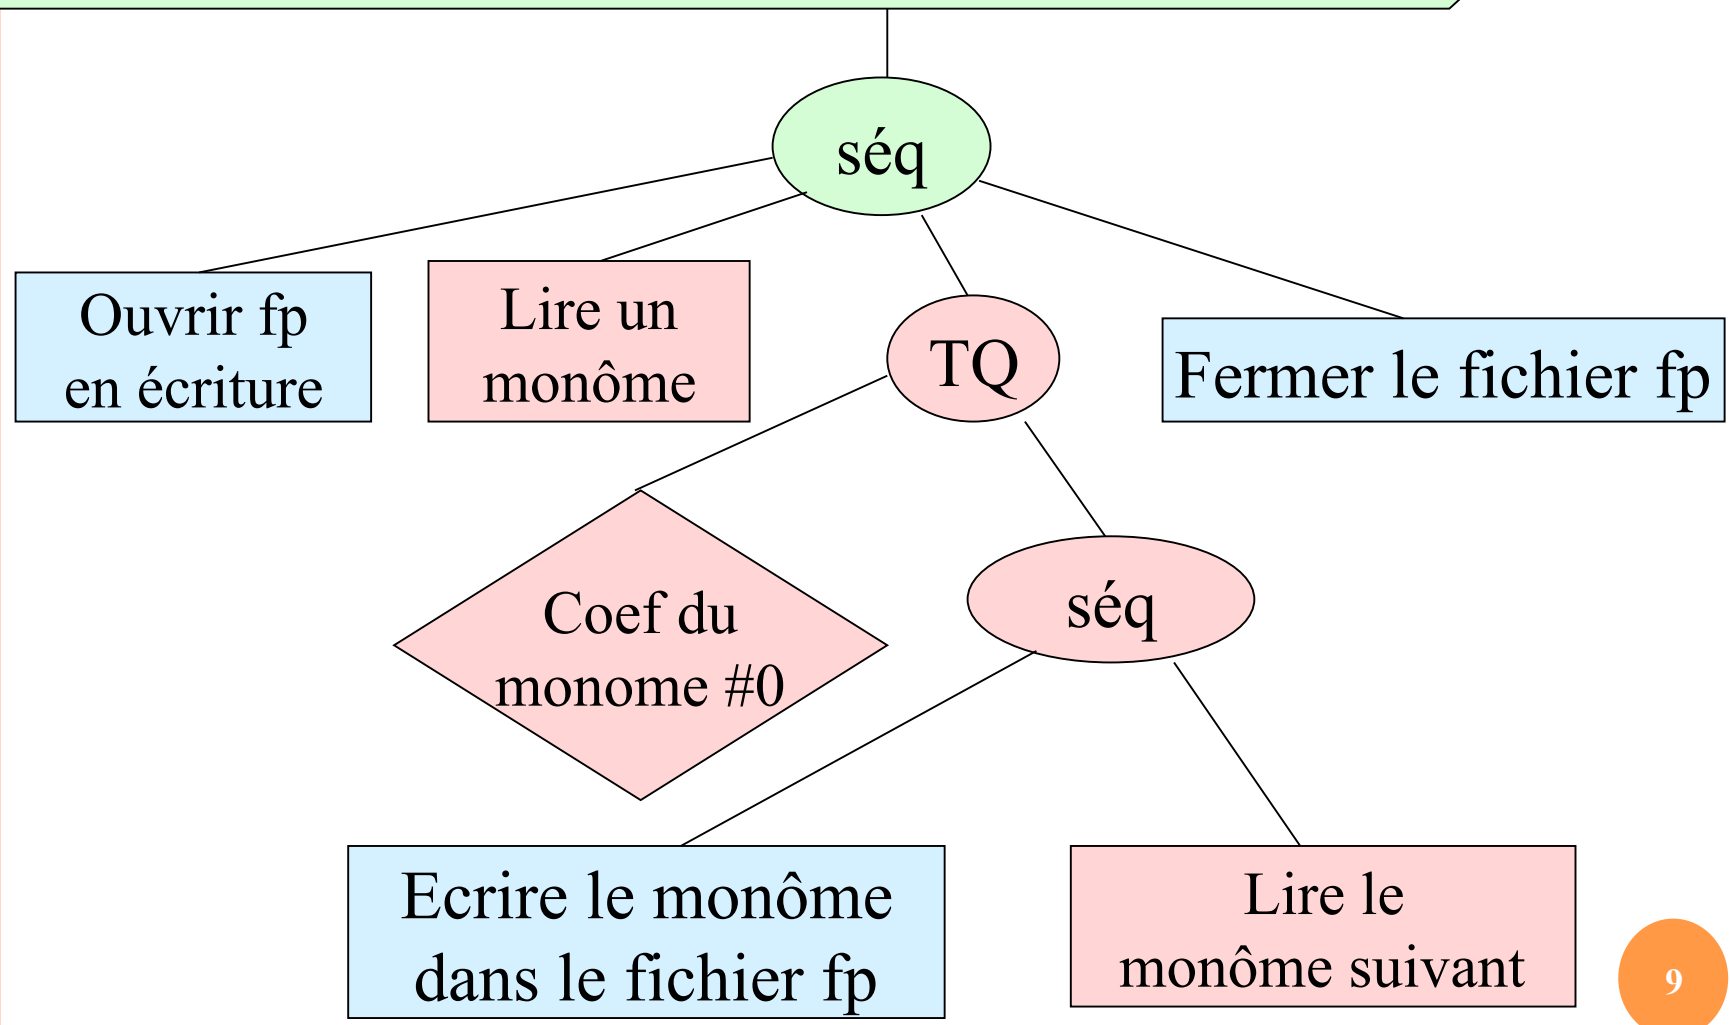 séq
Ouvrir fp
en écriture
Lire un
monôme
TQ
Fermer le fichier fp
Coef du
monome #0
séq
Ecrire le monôme
dans le fichier fp
Lire le
monôme suivant
9